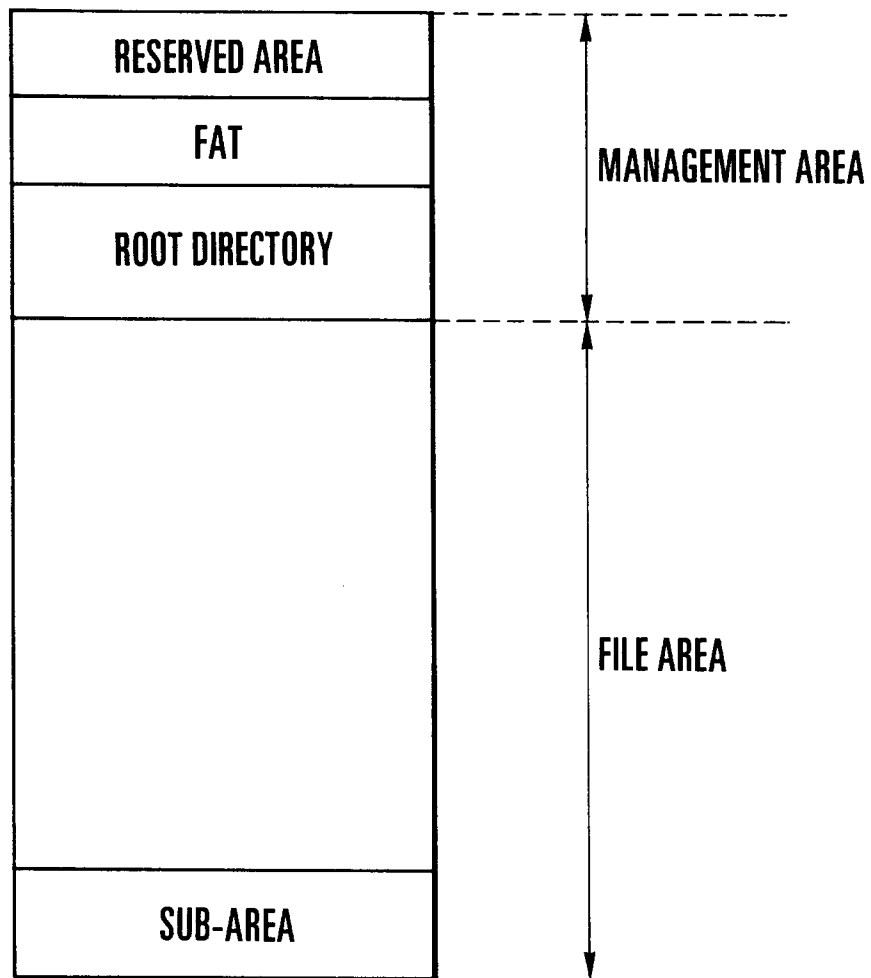 RESERVED AREA
FAT
ROOT DIRECTORY
MANAGEMENT AREA
FILE AREA
SUB-AREA